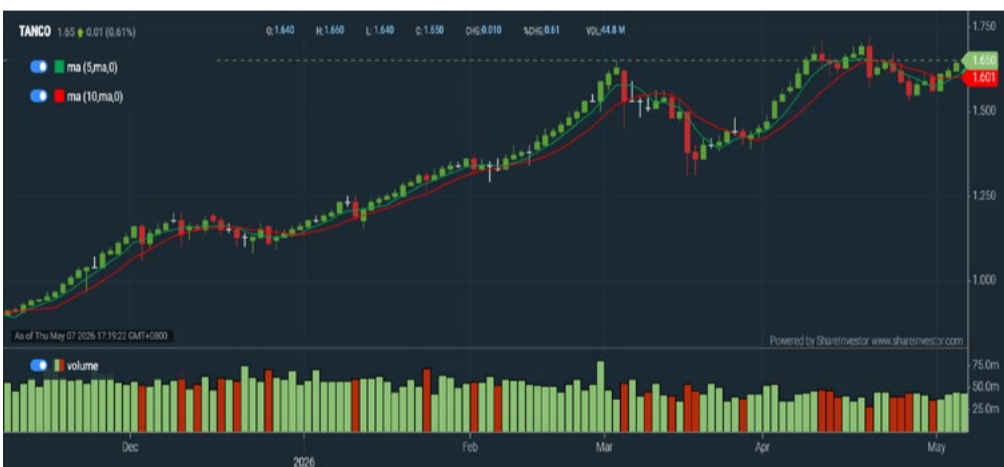 TANCO 1.65 0.01 (0.61%) O:1.640 H:1.660 L:1.640 C:1.650 CHG:0.010 %CHG:0.61 VOL:44.8 M
ma (5,ma,0)
ma (10,ma,0)
1.750
1.650
1.601
1.500
1.250
1.000
As of Thu May 07 2026 17:19:22 GMT+0800
Powered by ShareInvestor www.shareinvestor.com
volume
75.0m
50.0m
25.0m
Dec Feb Mar Apr May
2026